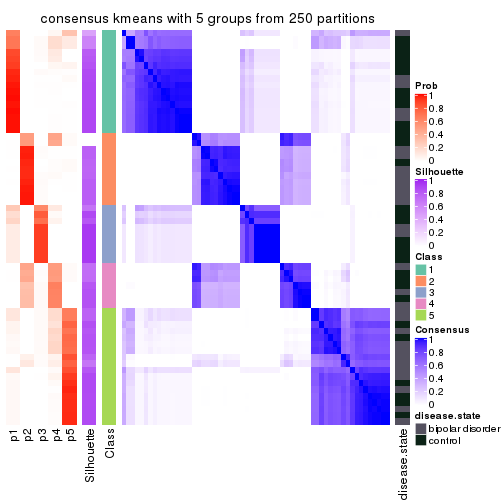 consensus kmeans with 5 groups from 250 partitions
Prob
1
0.8
0.6
0.4
0.2
0
Silhouette
1
0.8
0.6
0.4
0.2
0
Class
1
2
3
4
5
Consensus
1
0.8
0.6
0.4
0.2
0
disease.state
bipolar disorder
control
p1
p2
p3
p4
p5
Silhouette
Class
disease.state